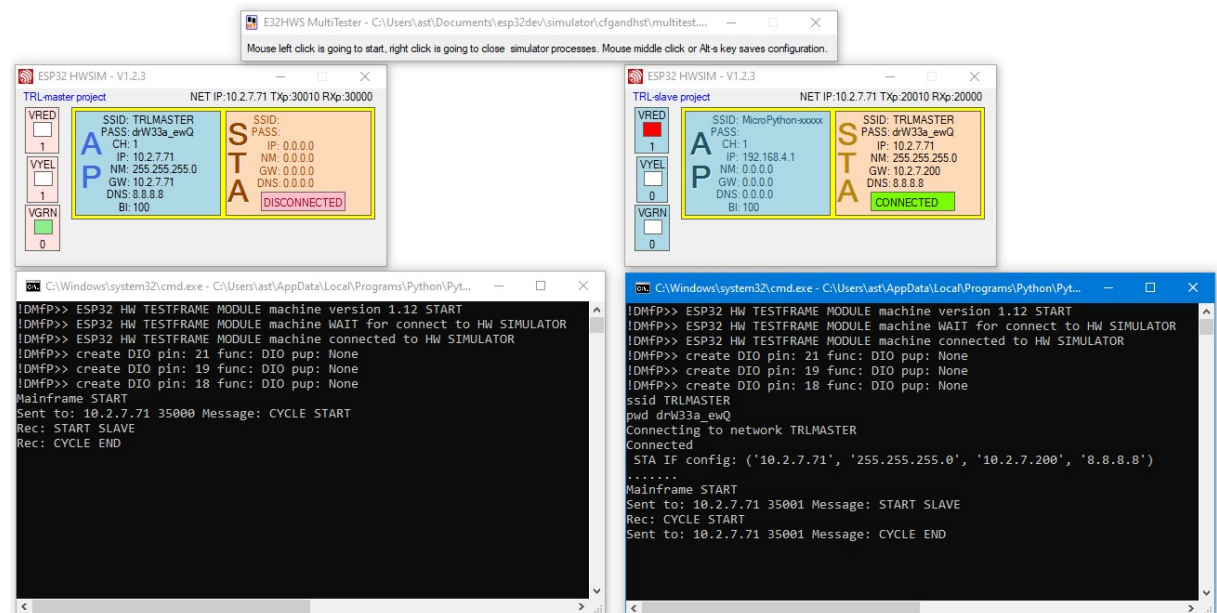 E32HWS MultiTester - C:\Users\ast\Documents\esp32dev\simulator\cfgandhst\multitest....
Mouse left click is going to start, right click is going to close simulator processes. Mouse middle click or Alt-s key saves configuration.
ESP32 HWSIM - V1.2.3
TRL-master project NET IP:10.2.7.71 TXp:30010 RXp:30000
VRED
1
VYEL
1
VGRN
0
AP
SSID: TRLMASTER
PASS: drW33a_ewQ
CH: 1
IP: 10.2.7.71
NM: 255.255.255.0
GW: 10.2.7.71
DNS: 8.8.8.8
BI: 100
STA
SSID:
PASS:
IP: 0.0.0.0
NM: 0.0.0.0
GW: 0.0.0.0
DNS: 0.0.0.0
DISCONNECTED
ESP32 HWSIM - V1.2.3
TRL-slave project NET IP:10.2.7.71 TXp:20010 RXp:20000
VRED
1
VYEL
0
VGRN
0
AP
SSID: MicroPython-xxxxx
PASS:
CH: 1
IP: 192.168.4.1
NM: 0.0.0.0
GW: 0.0.0.0
DNS: 0.0.0.0
BI: 100
STA
SSID: TRLMASTER
PASS: drW33a_ewQ
IP: 10.2.7.71
NM: 255.255.255.0
GW: 10.2.7.200
DNS: 8.8.8.8
CONNECTED
C:\Windows\system32\cmd.exe - C:\Users\ast\AppData\Local\Programs\Python\Pyt...
!DMfP>> ESP32 HW TESTFRAME MODULE machine version 1.12 START
!DMfP>> ESP32 HW TESTFRAME MODULE machine WAIT for connect to HW SIMULATOR
!DMfP>> ESP32 HW TESTFRAME MODULE machine connected to HW SIMULATOR
!DMfP>> create DIO pin: 21 func: DIO pup: None
!DMfP>> create DIO pin: 19 func: DIO pup: None
!DMfP>> create DIO pin: 18 func: DIO pup: None
Mainframe START
Sent to: 10.2.7.71 35000 Message: CYCLE START
Rec: START SLAVE
Rec: CYCLE END
C:\Windows\system32\cmd.exe - C:\Users\ast\AppData\Local\Programs\Python\Pyt...
!DMfP>> ESP32 HW TESTFRAME MODULE machine version 1.12 START
!DMfP>> ESP32 HW TESTFRAME MODULE machine WAIT for connect to HW SIMULATOR
!DMfP>> ESP32 HW TESTFRAME MODULE machine connected to HW SIMULATOR
!DMfP>> create DIO pin: 21 func: DIO pup: None
!DMfP>> create DIO pin: 19 func: DIO pup: None
!DMfP>> create DIO pin: 18 func: DIO pup: None
ssid TRLMASTER
pwd drW33a_ewQ
Connecting to network TRLMASTER
Connected
STA IF config: ('10.2.7.71', '255.255.255.0', '10.2.7.200', '8.8.8.8')
.......
Mainframe START
Sent to: 10.2.7.71 35001 Message: START SLAVE
Rec: CYCLE START
Sent to: 10.2.7.71 35001 Message: CYCLE END